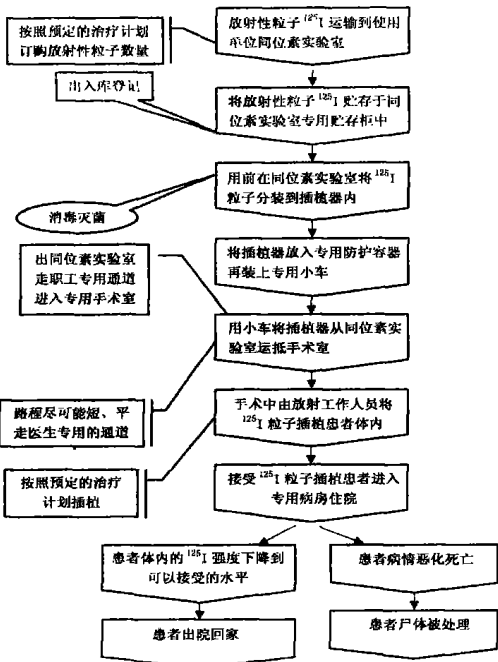 按照预定的治疗计划
订购放射性粒子数量
放射性粒子¹²⁵I 运输到使用
单位同位素实验室
出入库登记
将放射性粒子¹²⁵I 贮存于同
位素实验室专用贮存柜中
用前在同位素实验室将¹²⁵I
粒子分装到插植器内
消毒灭菌
将插植器放入专用防护容器
再装上专用小车
出同位素实验室
走职工专用通道
进入专用手术室
用小车将插植器从同位素实
验室运抵手术室
路程尽可能短、平
走医生专用的通道
手术中由放射工作人员将
¹²⁵I 粒子插植患者体内
按照预定的治疗
计划插植
接受¹²⁵I 粒子插植患者进入
专用病房住院
患者体内的¹²⁵I 强度下降到
可以接受的水平
患者病情恶化死亡
患者出院回家
患者尸体被处理